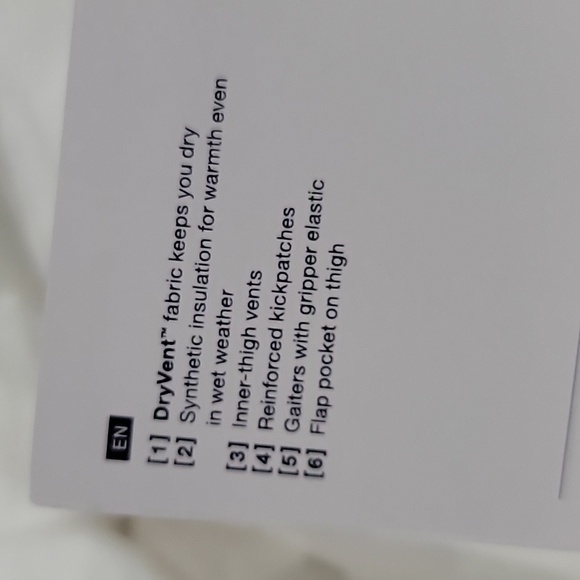 EN
[1] DryVent™ fabric keeps you dry
[2] Synthetic insulation for warmth even
in wet weather
[3] Inner-thigh vents
[4] Reinforced kickpatches
[5] Gaiters with gripper elastic
[6] Flap pocket on thigh